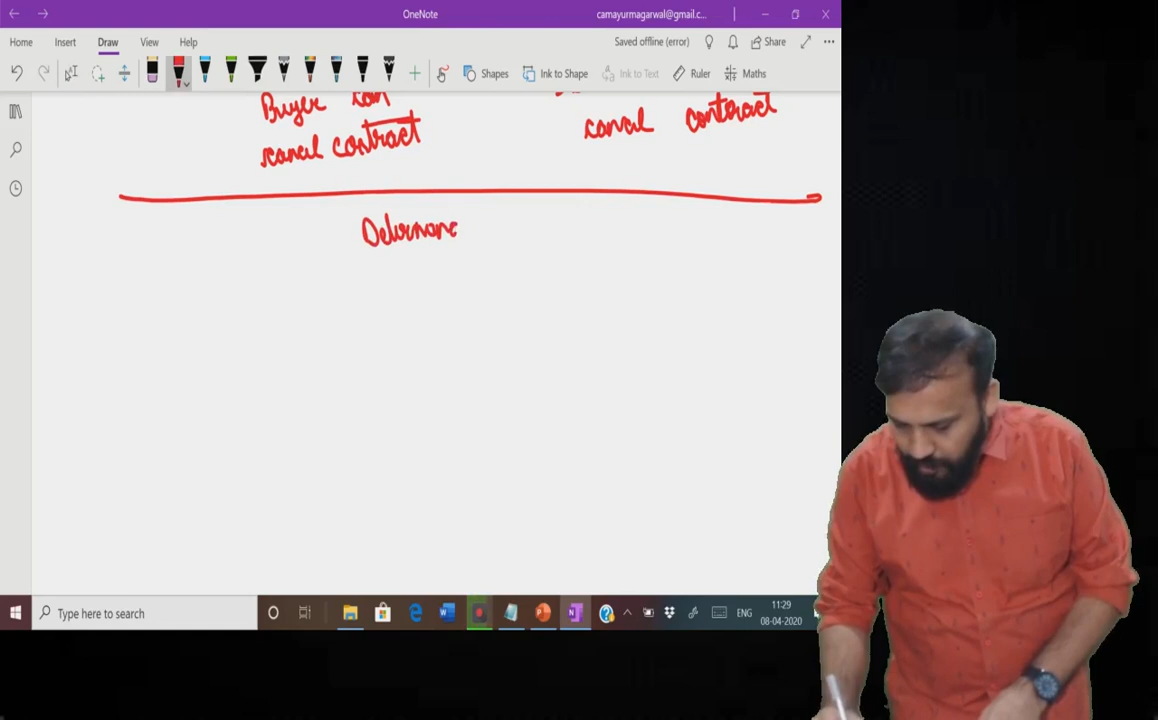 OneNote
camayurmagarwal@gmail.c...
Home Insert Draw View Help
Saved offline (error) Share
Shapes Ink to Shape Ink to Text Ruler Maths
Buyer can
cancel contract
cancel contract
Type here to search
ENG
11:29
08-04-2020